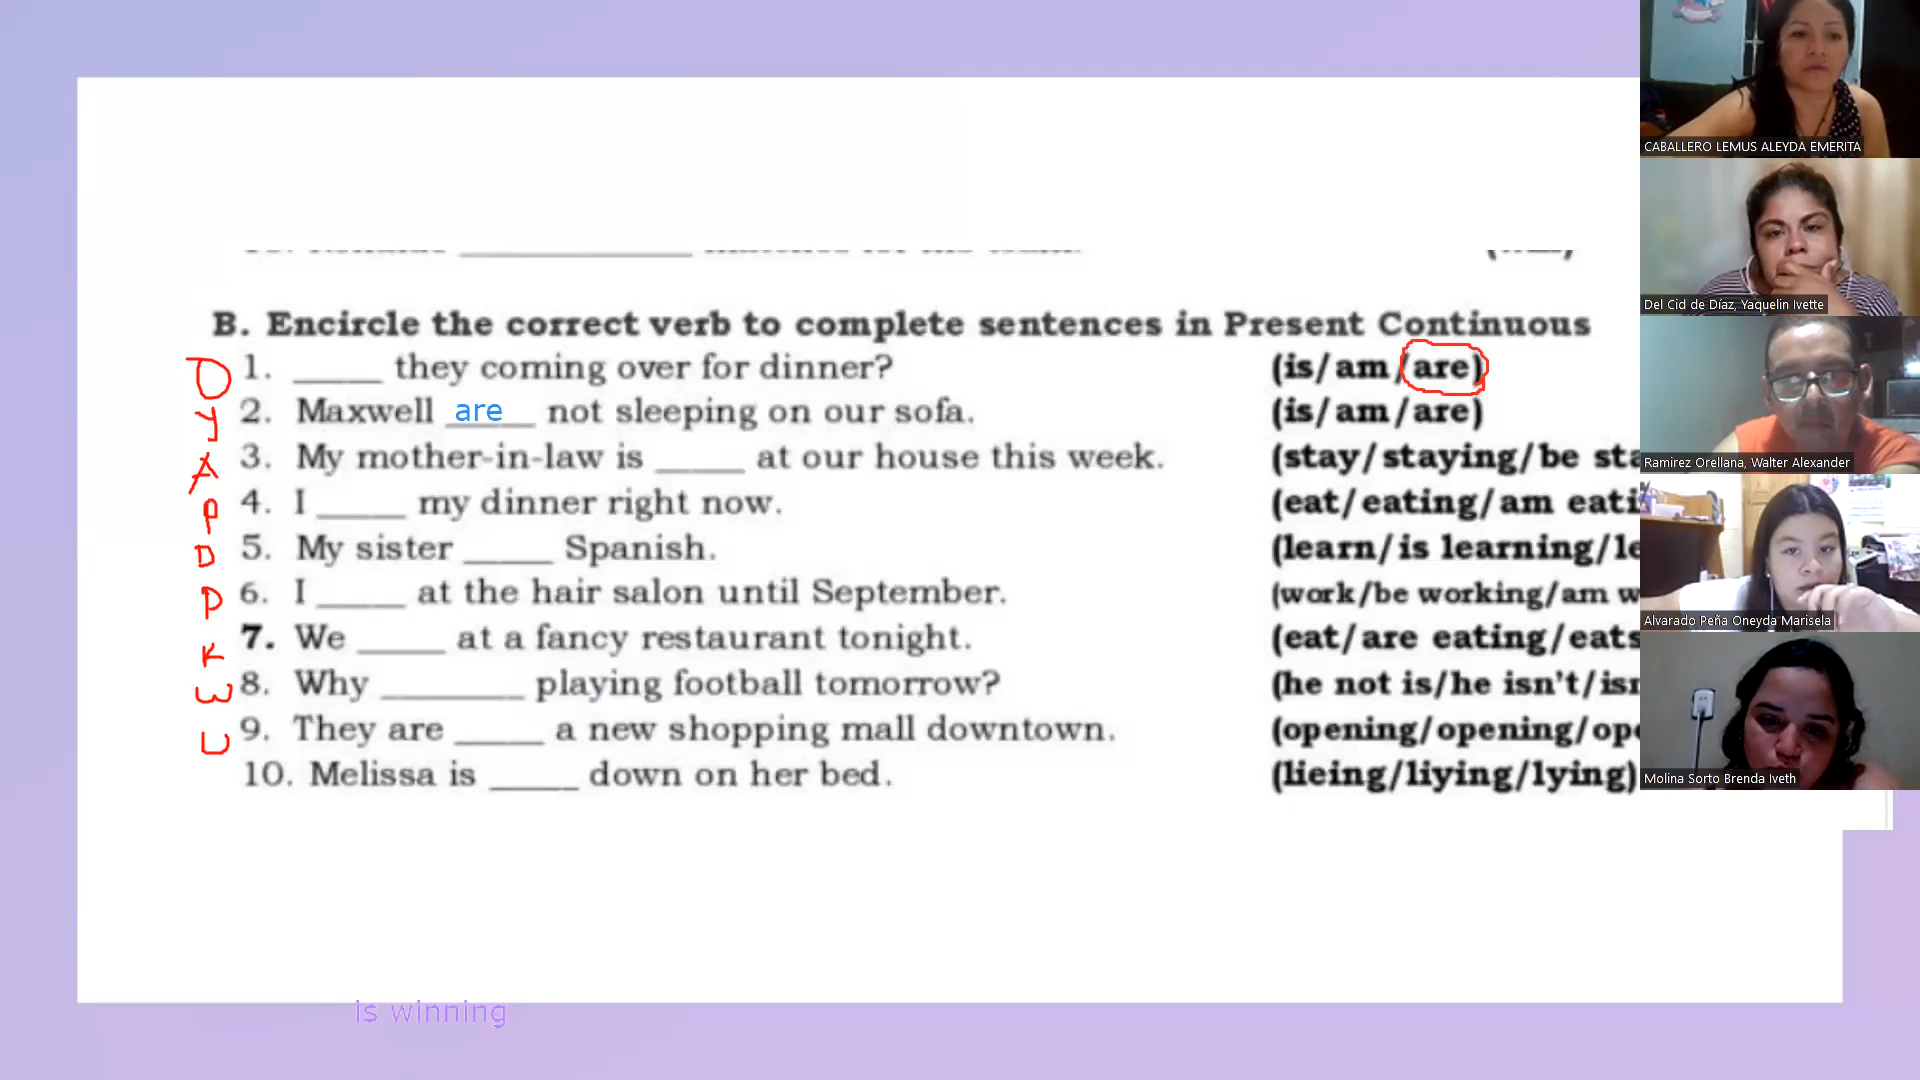 B. Encircle the correct verb to complete sentences in Present Continuous
D 1. _____ they coming over for dinner? (is/am/are)
y 2. Maxwell are not sleeping on our sofa. (is/am/are)
A 3. My mother-in-law is _____ at our house this week. (stay/staying/be sta
P 4. I _____ my dinner right now. (eat/eating/am eati
D 5. My sister _____ Spanish. (learn/is learning/le
P 6. I _____ at the hair salon until September. (work/be working/am w
K 7. We _____ at a fancy restaurant tonight. (eat/are eating/eats
W 8. Why ________ playing football tomorrow? (he not is/he isn't/isn
9. They are _____ a new shopping mall downtown. (opening/opening/ope
10. Melissa is _____ down on her bed. (lieing/liying/lying)
is winning
CABALLERO LEMUS ALEYDA EMERITA
Del Cid de Díaz, Yaquelin Ivette
Ramirez Orellana, Walter Alexander
Alvarado Peña Oneyda Marisela
Molina Sorto Brenda Iveth